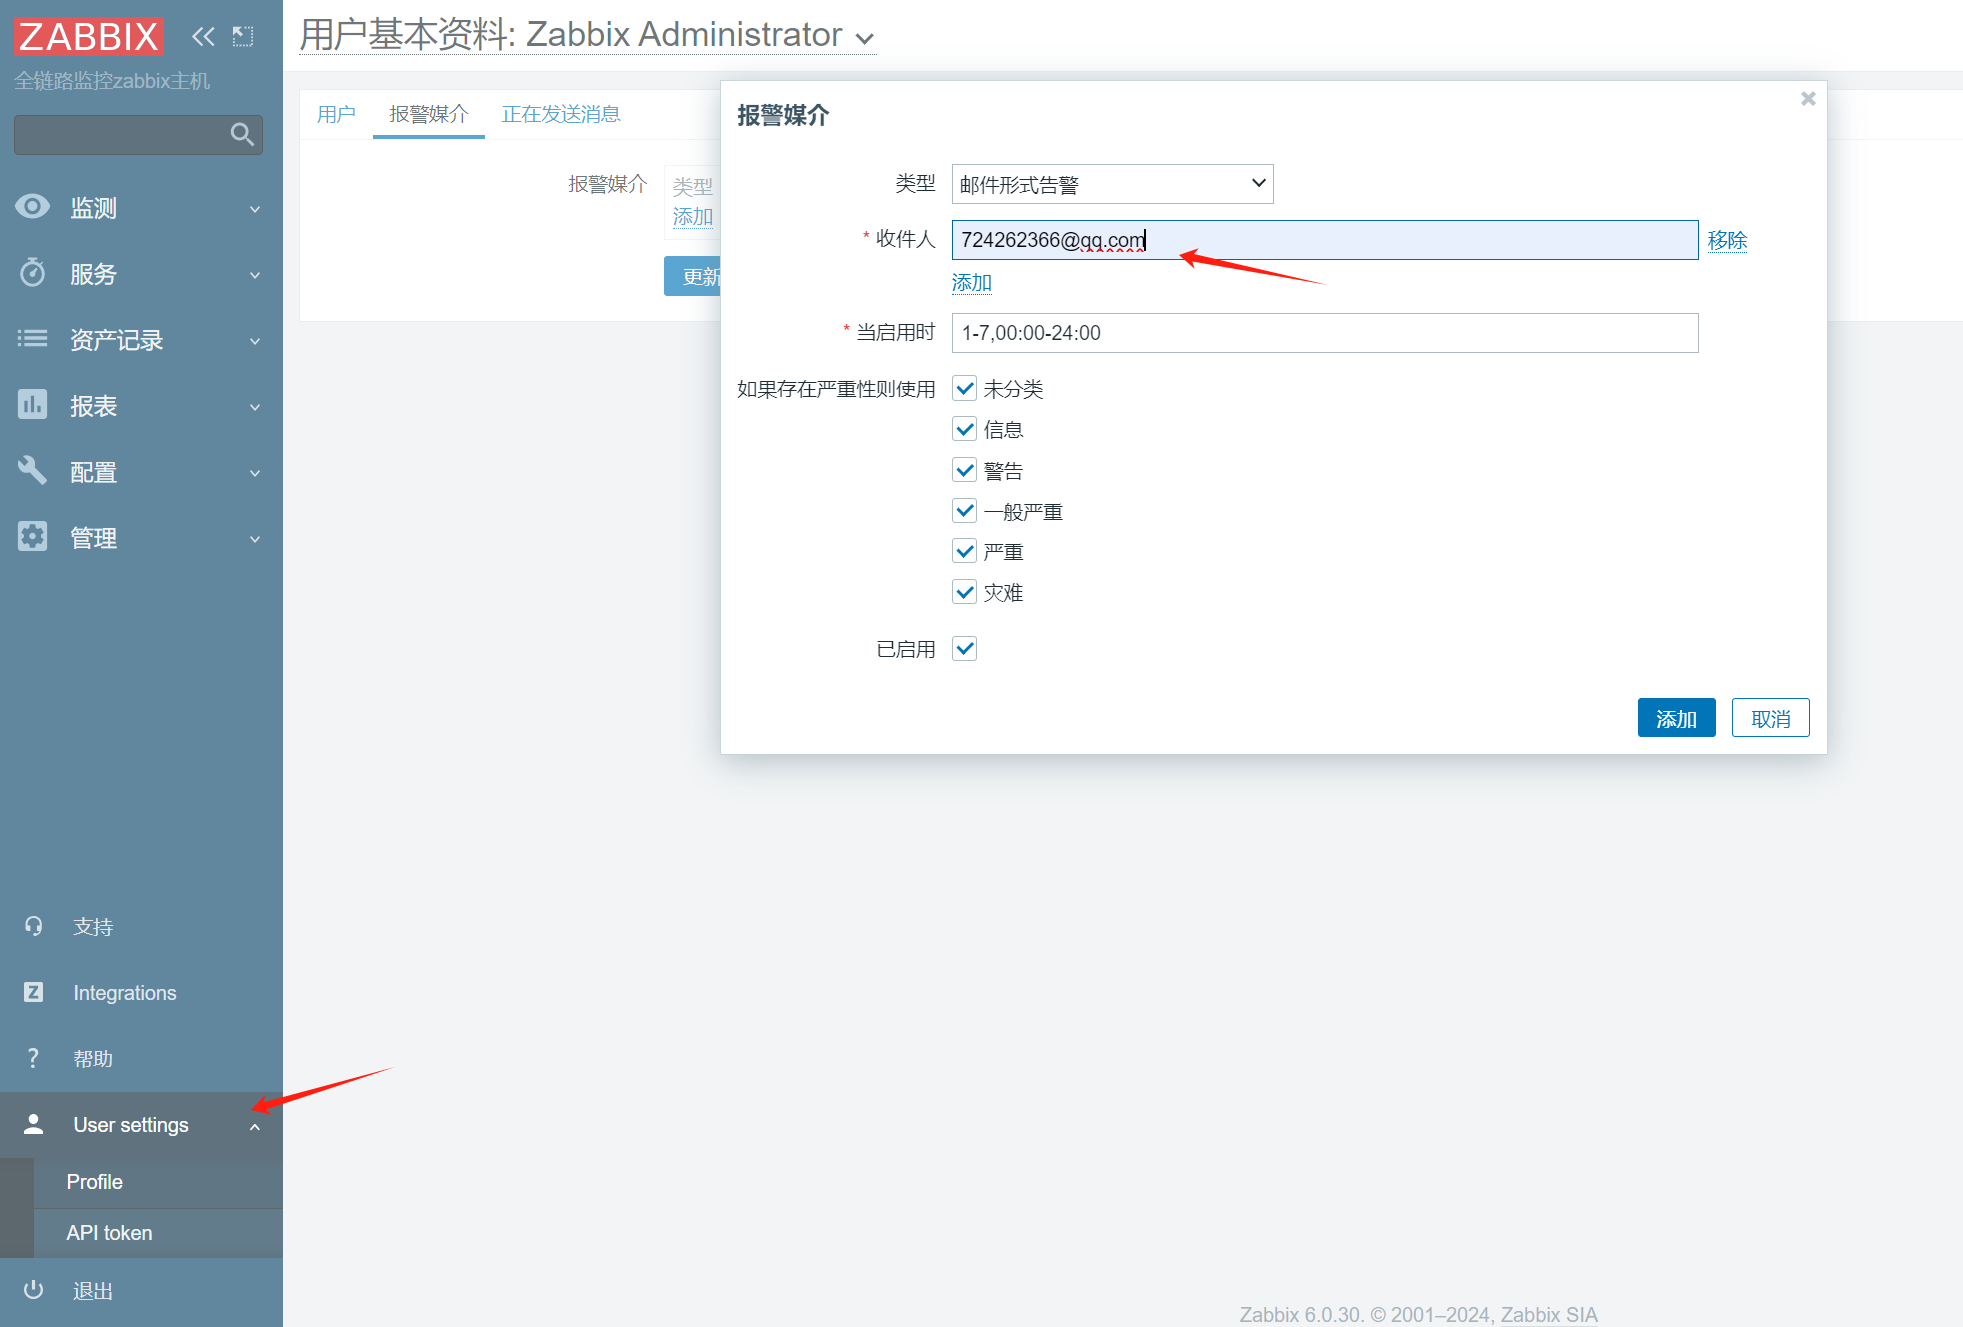 ZABBIX
全链路监控zabbix主机
监测
服务
资产记录
报表
配置
管理
支持
Integrations
帮助
User settings
Profile
API token
退出
用户基本资料: Zabbix Administrator
用户 报警媒介 正在发送消息
报警媒介 类型
添加
更新
报警媒介
类型 邮件形式告警
* 收件人 724262366@qq.com 移除
添加
* 当启用时 1-7,00:00-24:00
如果存在严重性则使用 未分类
信息
警告
一般严重
严重
灾难
已启用
添加 取消
Zabbix 6.0.30. © 2001–2024, Zabbix SIA